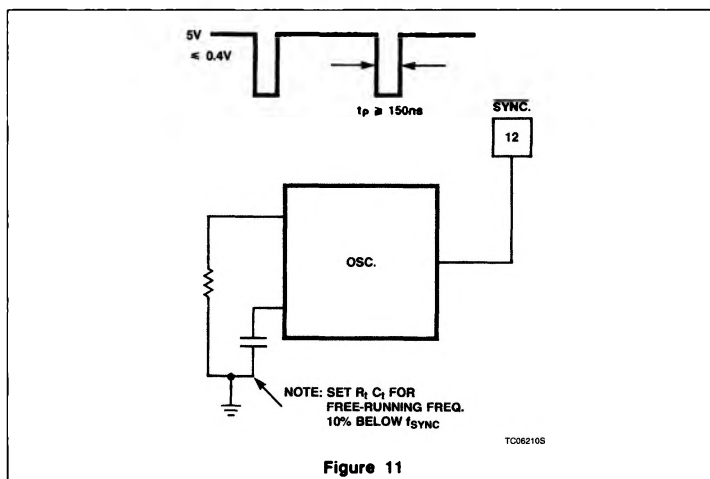 5V
≤ 0.4V
tp ≥ 150ns
SYNC.
12
OSC.
NOTE: SET Rt Ct FOR
FREE-RUNNING FREQ.
10% BELOW fSYNC
TC06210S
Figure 11